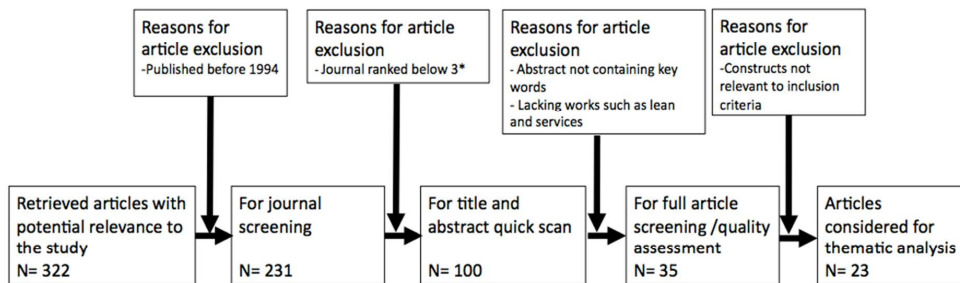 Reasons for
article exclusion
-Published before 1994
Reasons for article
exclusion
- Journal ranked below 3*
Reasons for article
exclusion
- Abstract not containing key
words
- Lacking works such as lean
and services
Reasons for
article exclusion
-Constructs not
relevant to inclusion
criteria
Retrieved articles with
potential relevance to
the study
N= 322
For journal
screening
N= 231
For title and
abstract quick scan
N= 100
For full article
screening /quality
assessment
N= 35
Articles
considered for
thematic analysis
N= 23